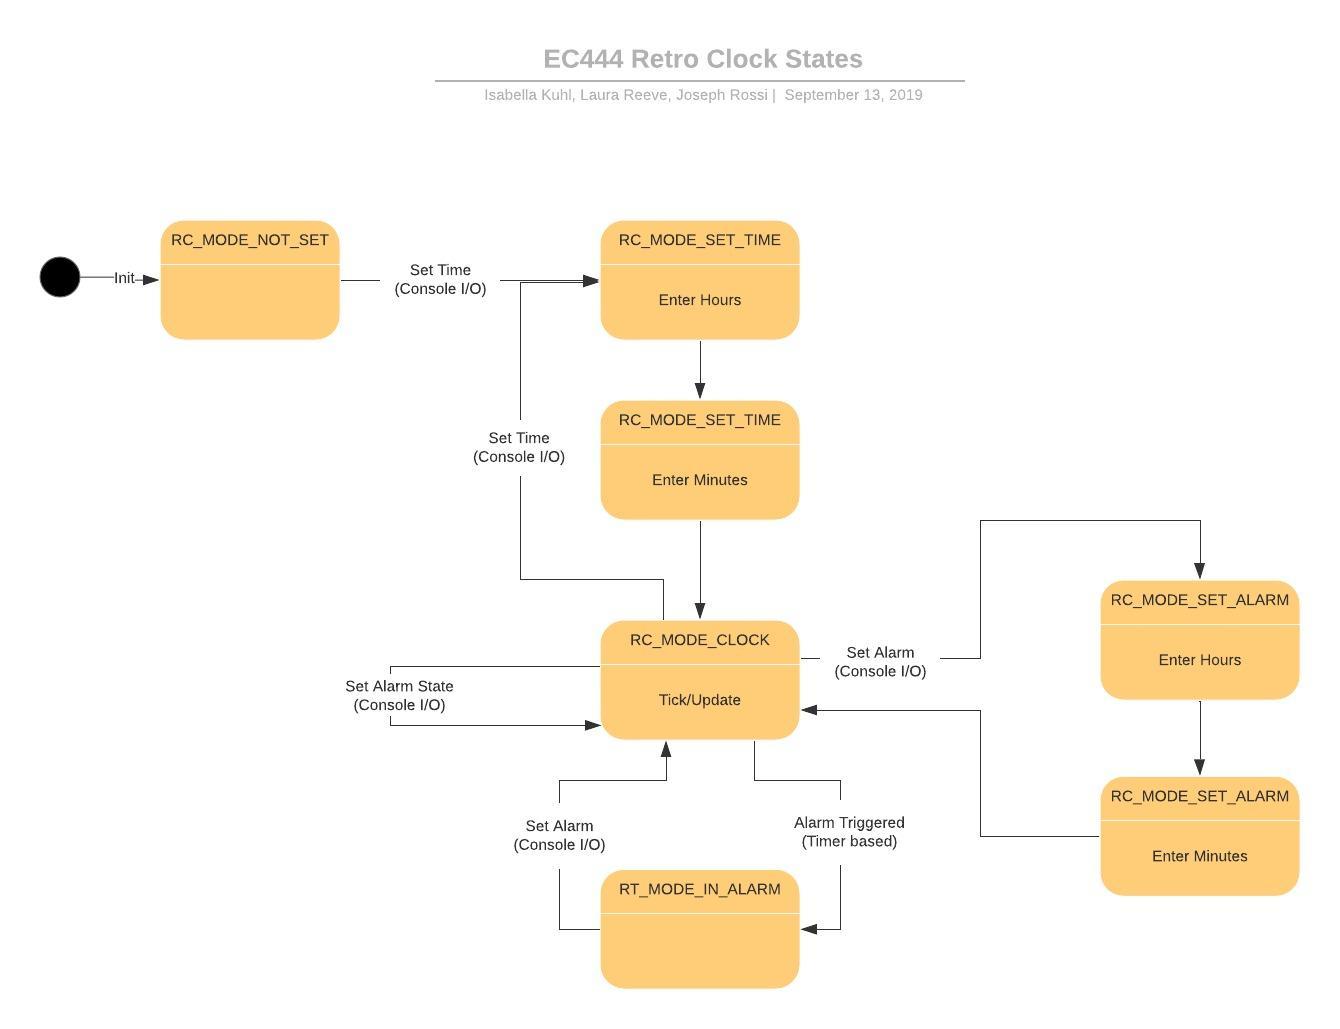 EC444 Retro Clock States
Isabella Kuhl, Laura Reeve, Joseph Rossi | September 13, 2019
Init
RC_MODE_NOT_SET
Set Time
(Console I/O)
RC_MODE_SET_TIME
Enter Hours
RC_MODE_SET_TIME
Enter Minutes
Set Time
(Console I/O)
RC_MODE_CLOCK
Tick/Update
Set Alarm State
(Console I/O)
Set Alarm
(Console I/O)
RC_MODE_SET_ALARM
Enter Hours
RC_MODE_SET_ALARM
Enter Minutes
Set Alarm
(Console I/O)
Alarm Triggered
(Timer based)
RT_MODE_IN_ALARM